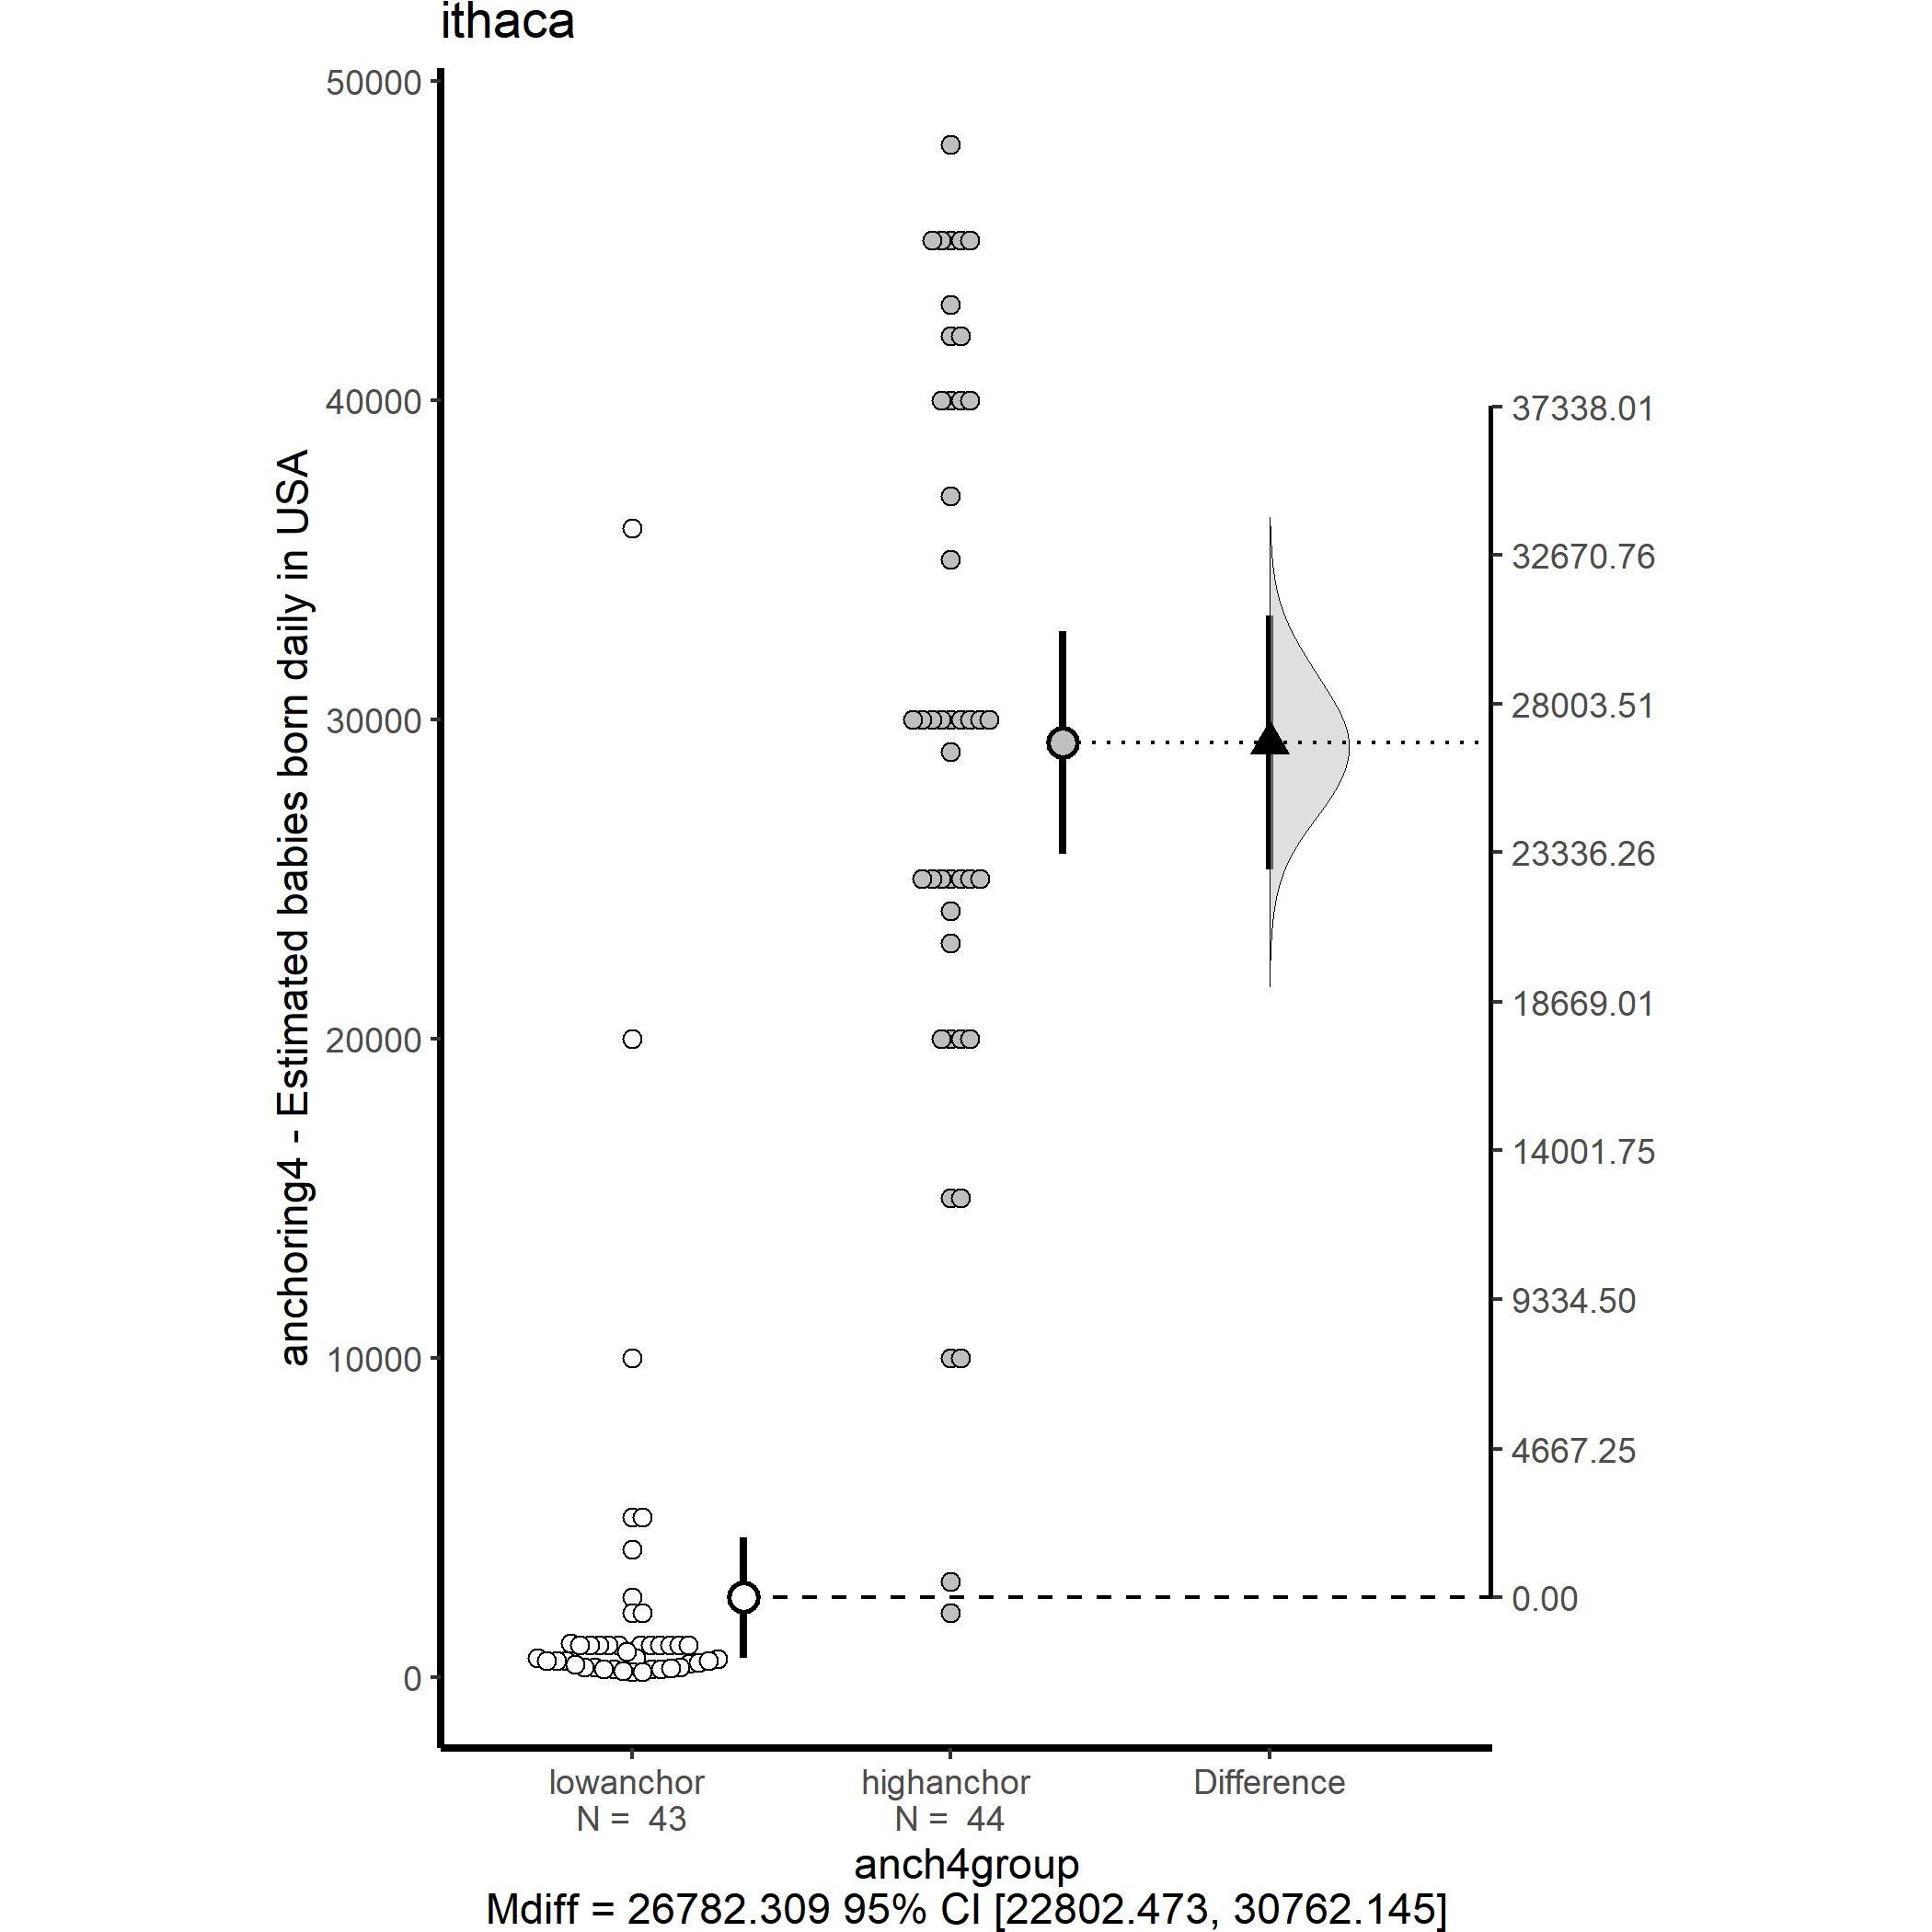 ithaca
50000
40000
30000
20000
10000
0
anchoring4 - Estimated babies born daily in USA
37338.01
32670.76
28003.51
23336.26
18669.01
14001.75
9334.50
4667.25
0.00
lowanchor
N =  43
highanchor
N =  44
Difference
anch4group
Mdiff = 26782.309 95% CI [22802.473, 30762.145]